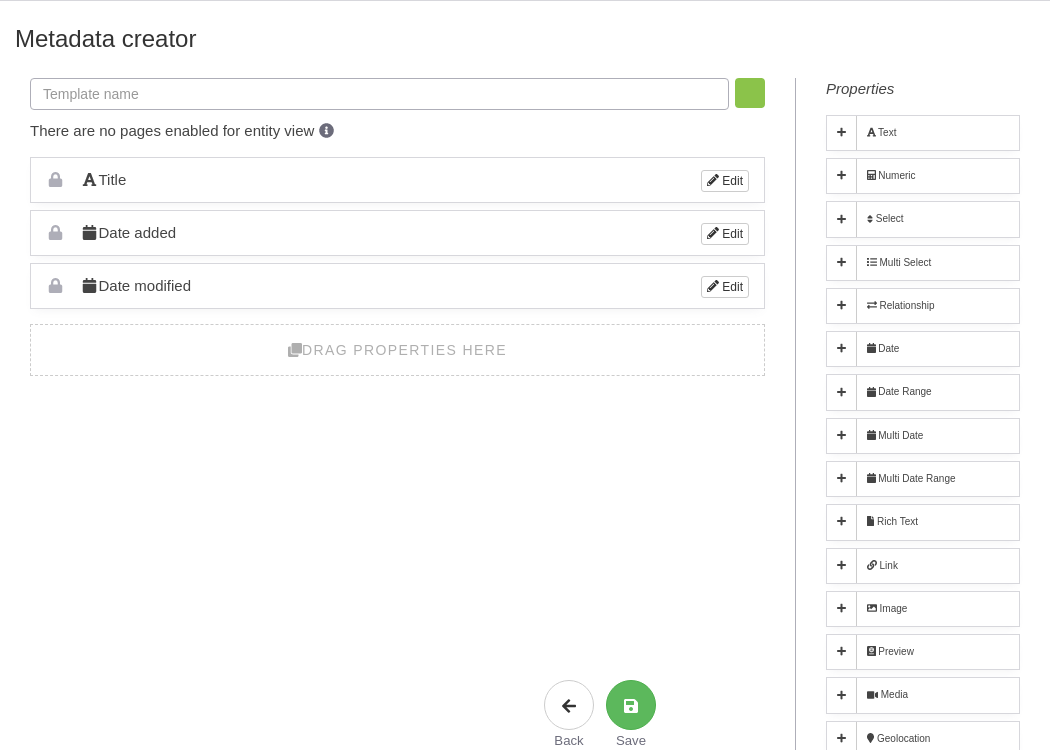 Metadata creator
Template name
There are no pages enabled for entity view
Title
Edit
Date added
Edit
Date modified
Edit
DRAG PROPERTIES HERE
Back
Save
Properties
Text
Numeric
Select
Multi Select
Relationship
Date
Date Range
Multi Date
Multi Date Range
Rich Text
Link
Image
Preview
Media
Geolocation